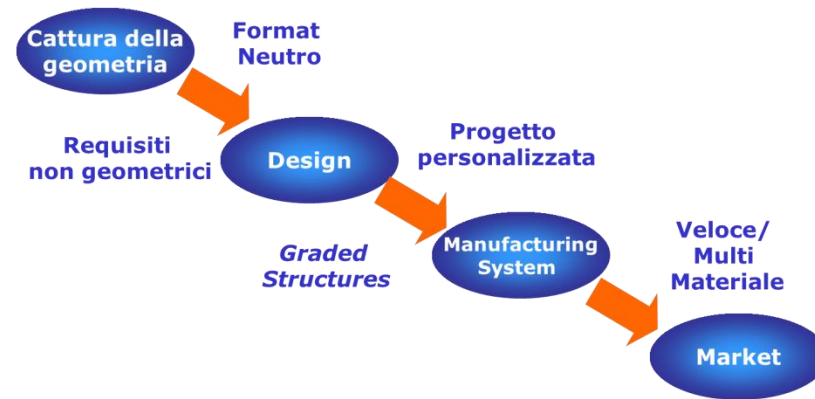 Cattura della
geometria
Format
Neutro
Requisiti
non geometrici
Design
Progetto
personalizzata
Graded
Structures
Manufacturing
System
Veloce/
Multi
Materiale
Market